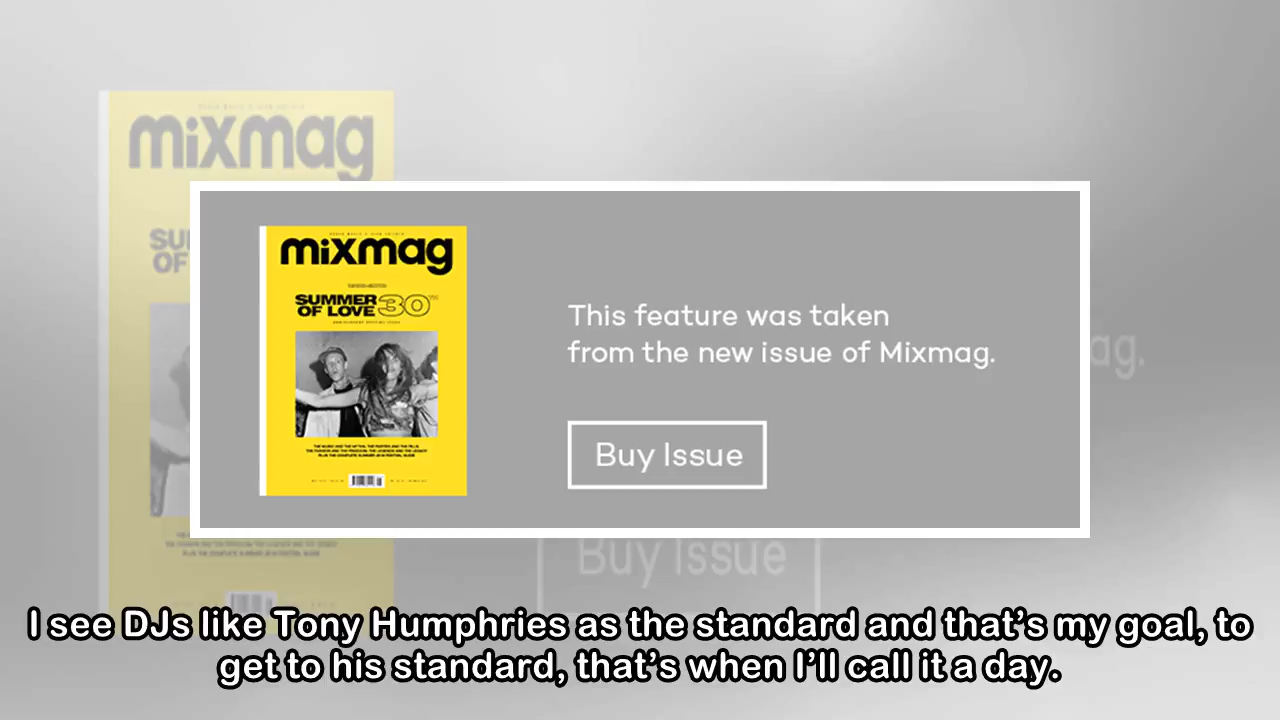 mixmag
SUMMER
OF LOVE 30
This feature was taken
from the new issue of Mixmag.
Buy Issue
I see DJs like Tony Humphries as the standard and that's my goal, to
get to his standard, that's when I'll call it a day.